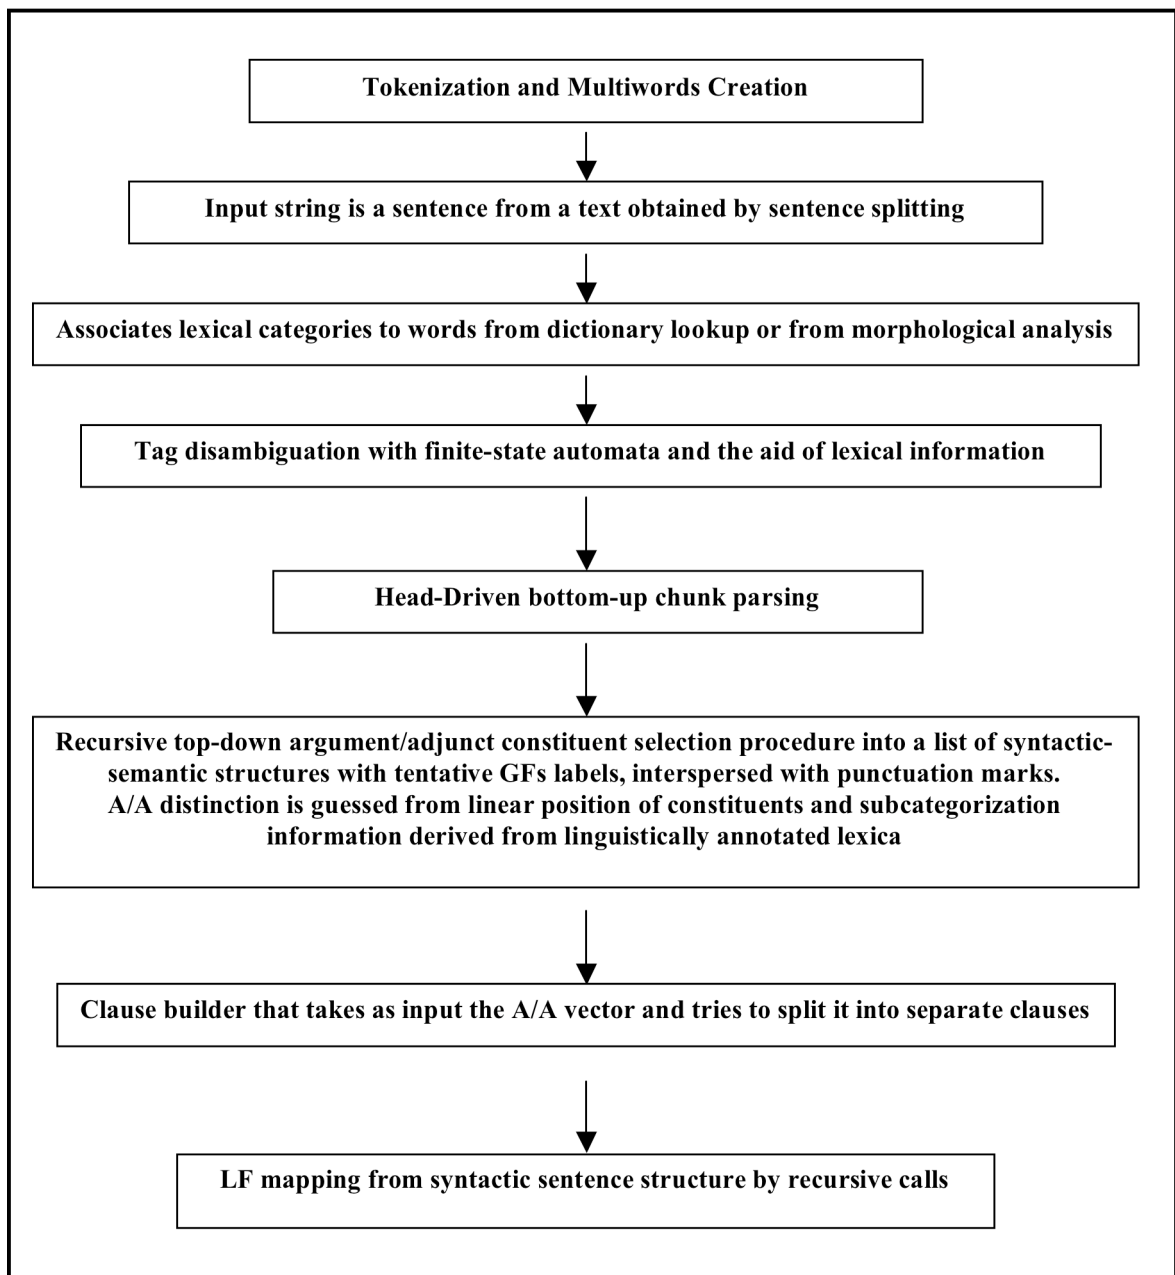 Tokenization and Multiwords Creation
Input string is a sentence from a text obtained by sentence splitting
Associates lexical categories to words from dictionary lookup or from morphological analysis
Tag disambiguation with finite-state automata and the aid of lexical information
Head-Driven bottom-up chunk parsing
Recursive top-down argument/adjunct constituent selection procedure into a list of syntactic-
semantic structures with tentative GFs labels, interspersed with punctuation marks.
A/A distinction is guessed from linear position of constituents and subcategorization
information derived from linguistically annotated lexica
Clause builder that takes as input the A/A vector and tries to split it into separate clauses
LF mapping from syntactic sentence structure by recursive calls